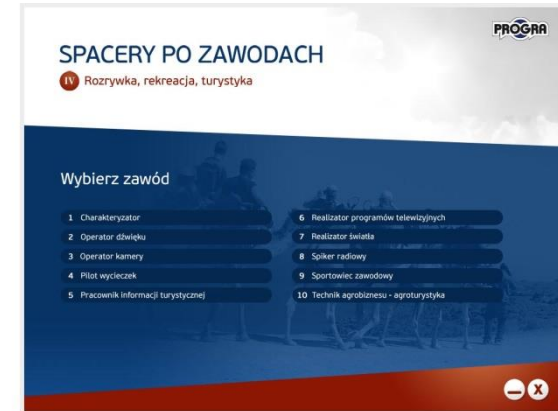 PROGRA
SPACERY PO ZAWODACH
IV Rozrywka, rekreacja, turystyka
Wybierz zawód
1 Charakteryzator
2 Operator dźwięku
3 Operator kamery
4 Pilot wycieczek
5 Pracownik informacji turystycznej
6 Realizator programów telewizyjnych
7 Realizator światła
8 Spiker radiowy
9 Sportowiec zawodowy
10 Technik agrobiznesu - agroturystyka
X